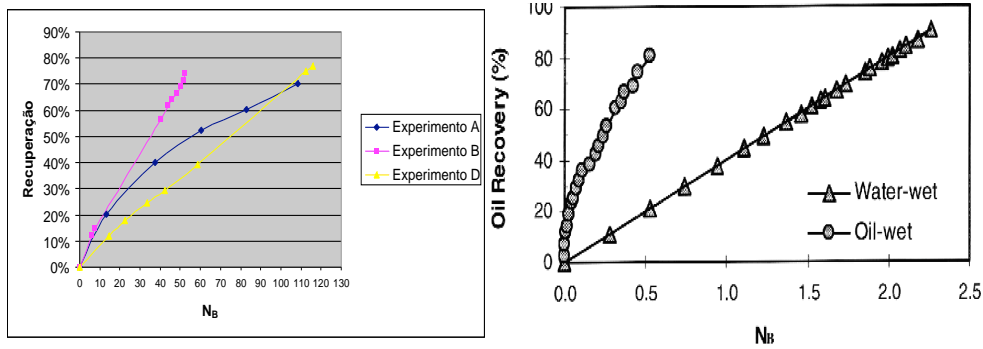 90%
80%
70%
60%
50%
40%
30%
20%
10%
0%
Recuperação
0 10 20 30 40 50 60 70 80 90 100 110 120 130
N_B
Experimento A
Experimento B
Experimento D
100
80
60
40
20
0
Oil Recovery (%)
Water-wet
Oil-wet
0.0 0.5 1.0 1.5 2.0 2.5
N_B